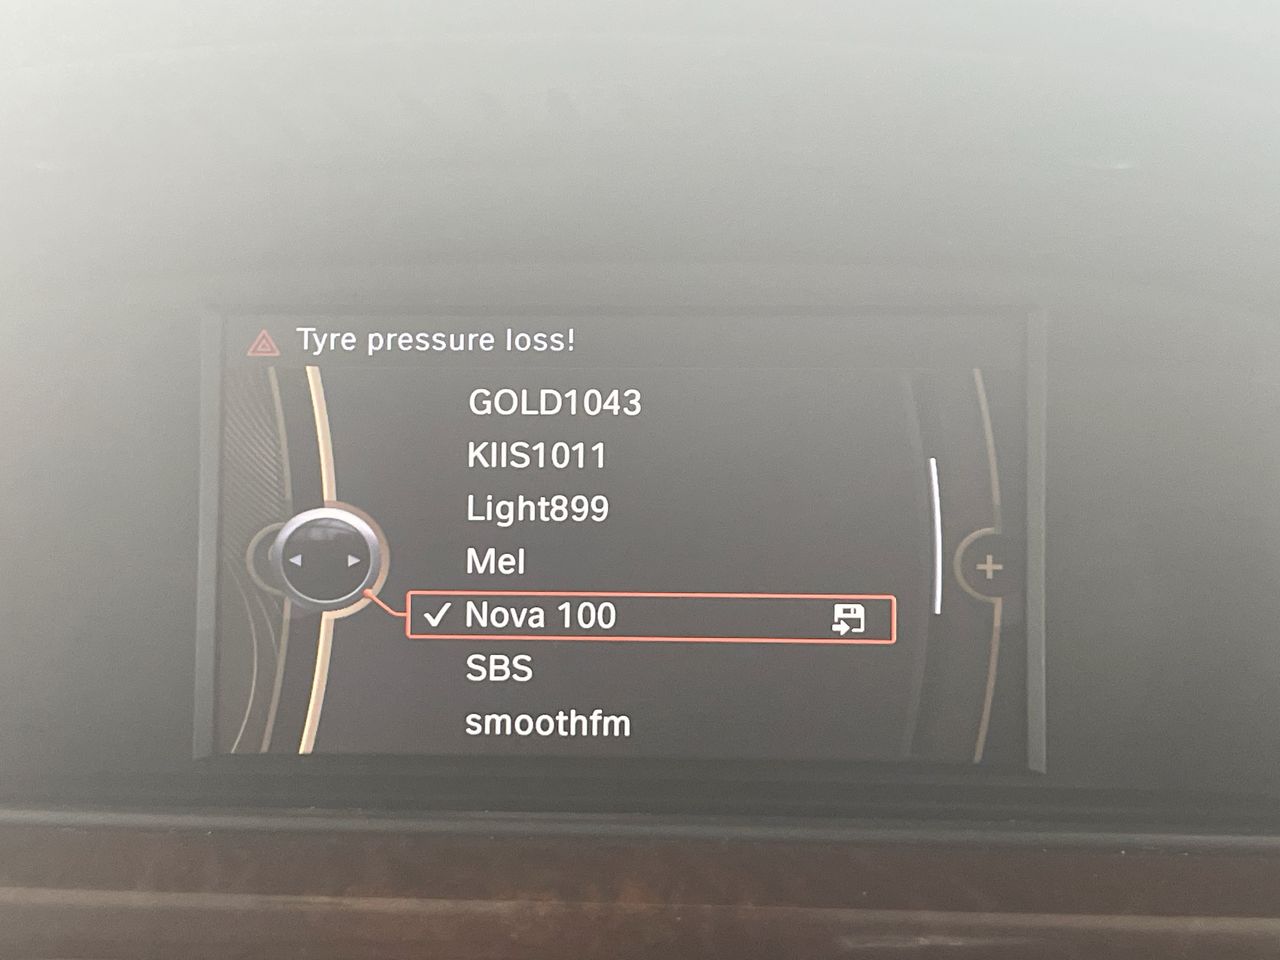 Tyre pressure loss!
GOLD1043
KIIS1011
Light899
Mel
Nova 100
SBS
smoothfm